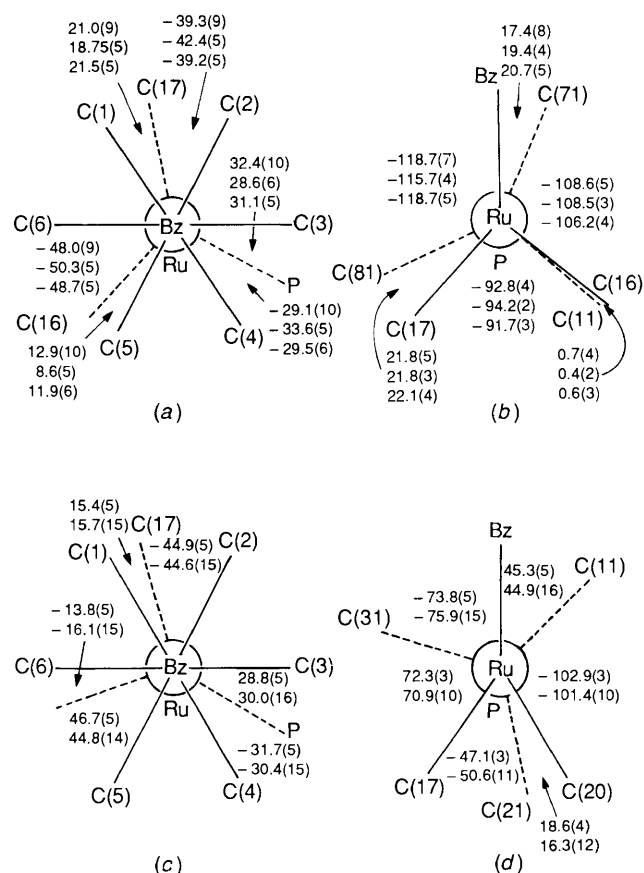 21.0(9)
18.75(5)
21.5(5)
C(17)
− 39.3(9)
− 42.4(5)
− 39.2(5)
C(1)
C(2)
32.4(10)
28.6(6)
31.1(5)
C(6)
Bz
C(3)
Ru
− 48.0(9)
− 50.3(5)
− 48.7(5)
P
C(16)
− 29.1(10)
− 33.6(5)
− 29.5(6)
C(5)
C(4)
12.9(10)
8.6(5)
11.9(6)
(a)
17.4(8)
19.4(4)
20.7(5)
Bz
C(71)
−118.7(7)
−115.7(4)
−118.7(5)
− 108.6(5)
− 108.5(3)
− 106.2(4)
Ru
P
C(81)
C(16)
− 92.8(4)
− 94.2(2)
− 91.7(3)
C(11)
C(17)
21.8(5)
21.8(3)
22.1(4)
0.7(4)
0.4(2)
0.6(3)
(b)
15.4(5)
15.7(15)
C(17)
− 44.9(5)
− 44.6(15)
C(1)
C(2)
− 13.8(5)
− 16.1(15)
C(6)
Bz
C(3)
28.8(5)
30.0(16)
Ru
P
46.7(5)
44.8(14)
− 31.7(5)
− 30.4(15)
C(5)
C(4)
(c)
Bz
45.3(5)
44.9(16)
C(11)
− 73.8(5)
− 75.9(15)
C(31)
72.3(3)
70.9(10)
Ru
− 102.9(3)
− 101.4(10)
P
− 47.1(3)
− 50.6(11)
C(17)
C(20)
C(21)
18.6(4)
16.3(12)
(d)